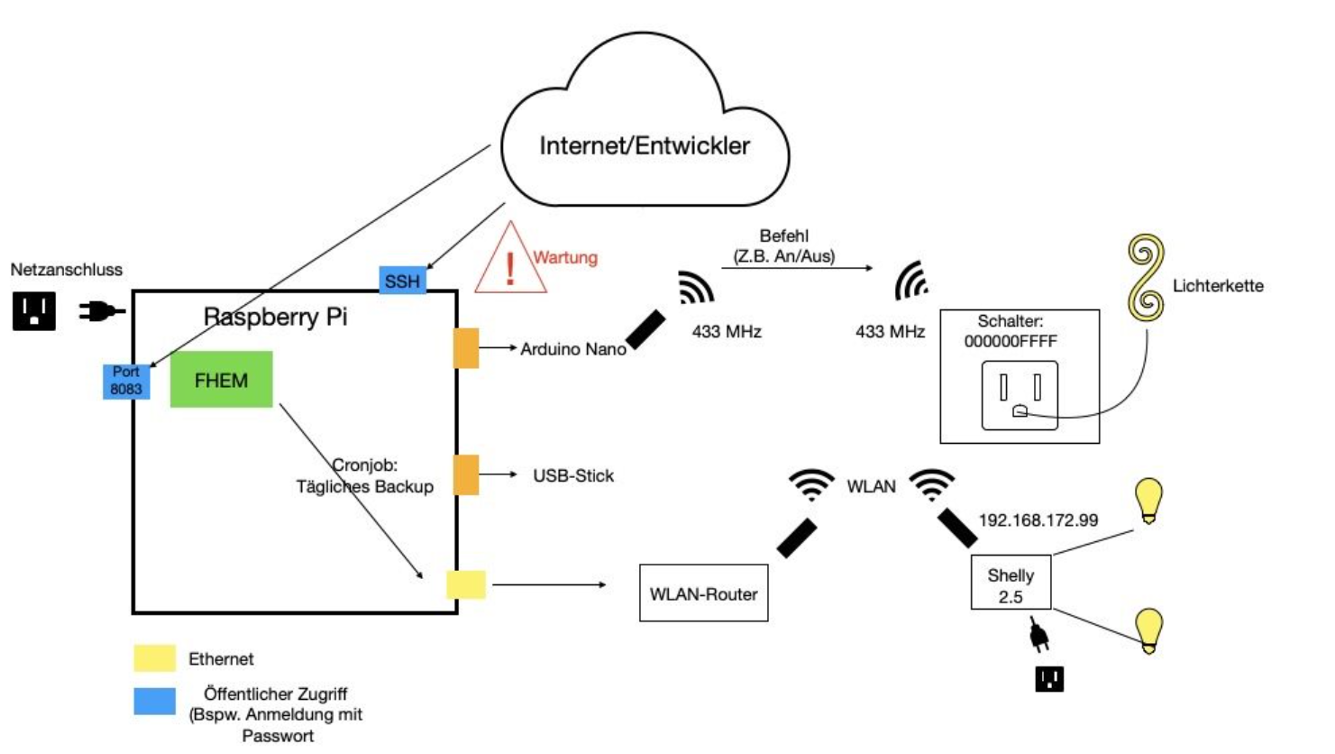 Internet/Entwickler
Wartung
Befehl
(Z.B. An/Aus)
Netzanschluss
SSH
Raspberry Pi
Port
8083
FHEM
Arduino Nano
433 MHz
433 MHz
Schalter:
000000FFFF
Lichterkette
Cronjob:
Tägliches Backup
USB-Stick
WLAN
192.168.172.99
WLAN-Router
Shelly
2.5
Ethernet
Öffentlicher Zugriff
(Bspw. Anmeldung mit
Passwort